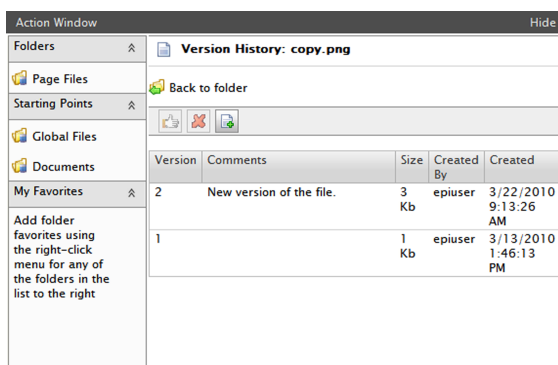 Action Window Hide
Folders
Page Files
Starting Points
Global Files
Documents
My Favorites
Add folder
favorites using
the right-click
menu for any of
the folders in the
list to the right
Version History: copy.png
Back to folder
Version Comments Size Created By Created
2 New version of the file. 3 Kb epiuser 3/22/2010 9:13:26 AM
1 1 Kb epiuser 3/13/2010 1:46:13 PM